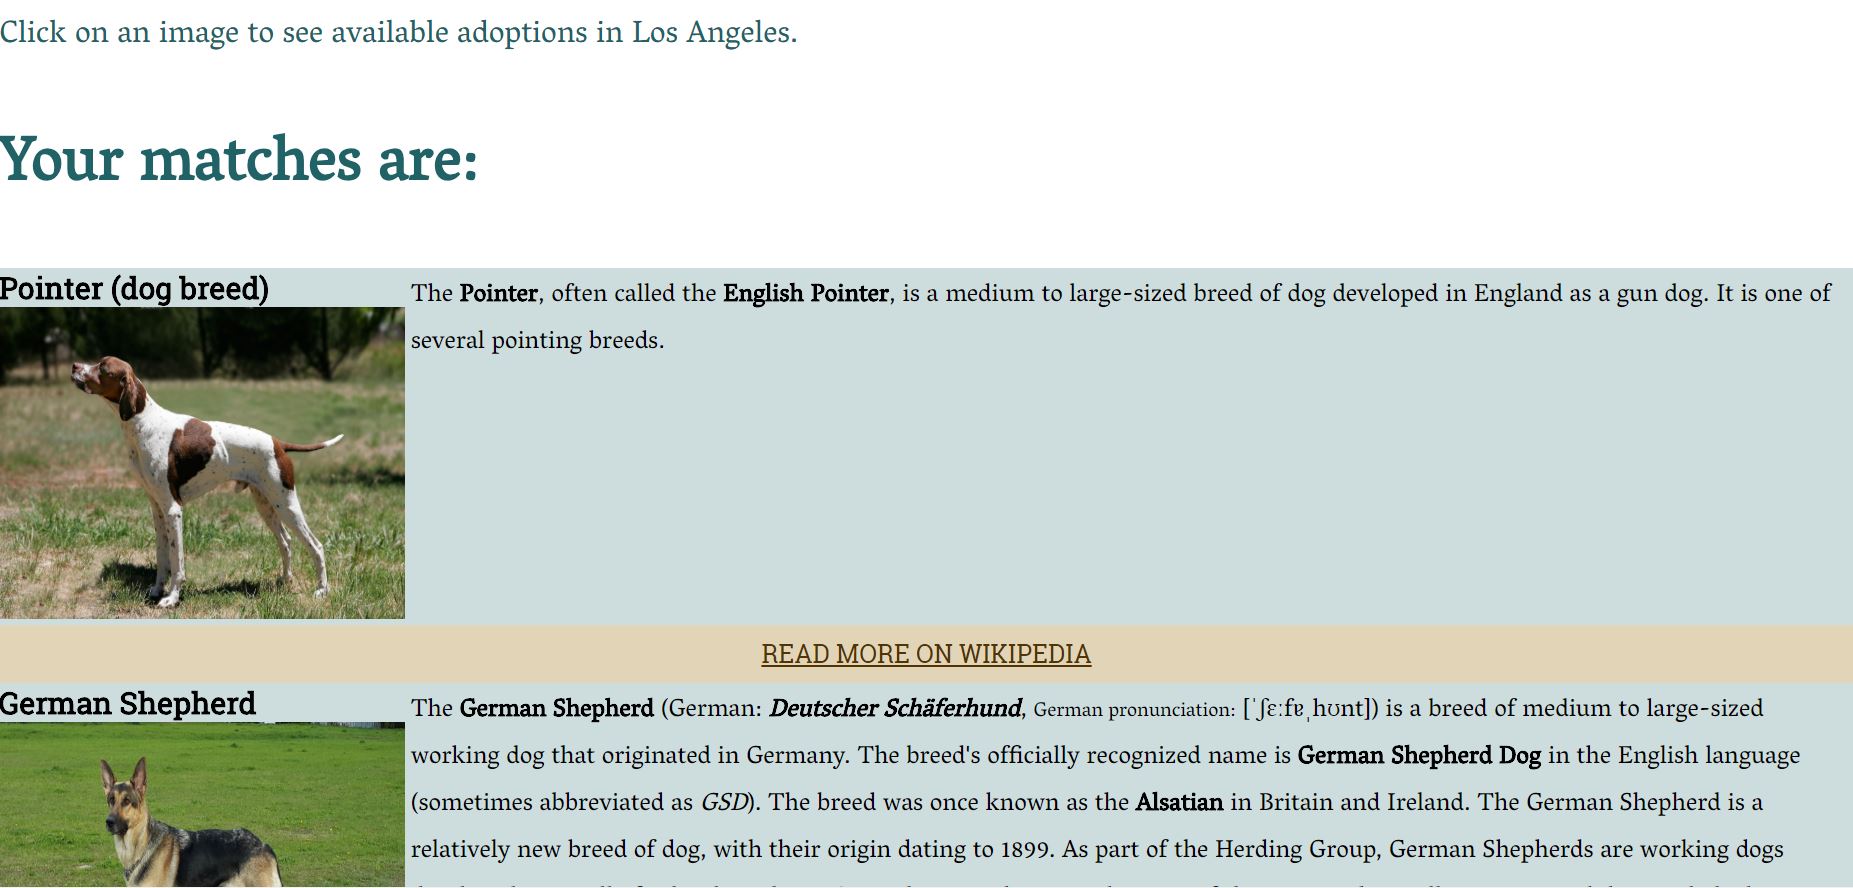 Click on an image to see available adoptions in Los Angeles.
Your matches are:
Pointer (dog breed)
The Pointer, often called the English Pointer, is a medium to large-sized breed of dog developed in England as a gun dog. It is one of
several pointing breeds.
READ MORE ON WIKIPEDIA
German Shepherd
The German Shepherd (German: Deutscher Schäferhund, German pronunciation: [ˈʃɛːfɐˌhʊnt]) is a breed of medium to large-sized
working dog that originated in Germany. The breed's officially recognized name is German Shepherd Dog in the English language
(sometimes abbreviated as GSD). The breed was once known as the Alsatian in Britain and Ireland. The German Shepherd is a
relatively new breed of dog, with their origin dating to 1899. As part of the Herding Group, German Shepherds are working dogs